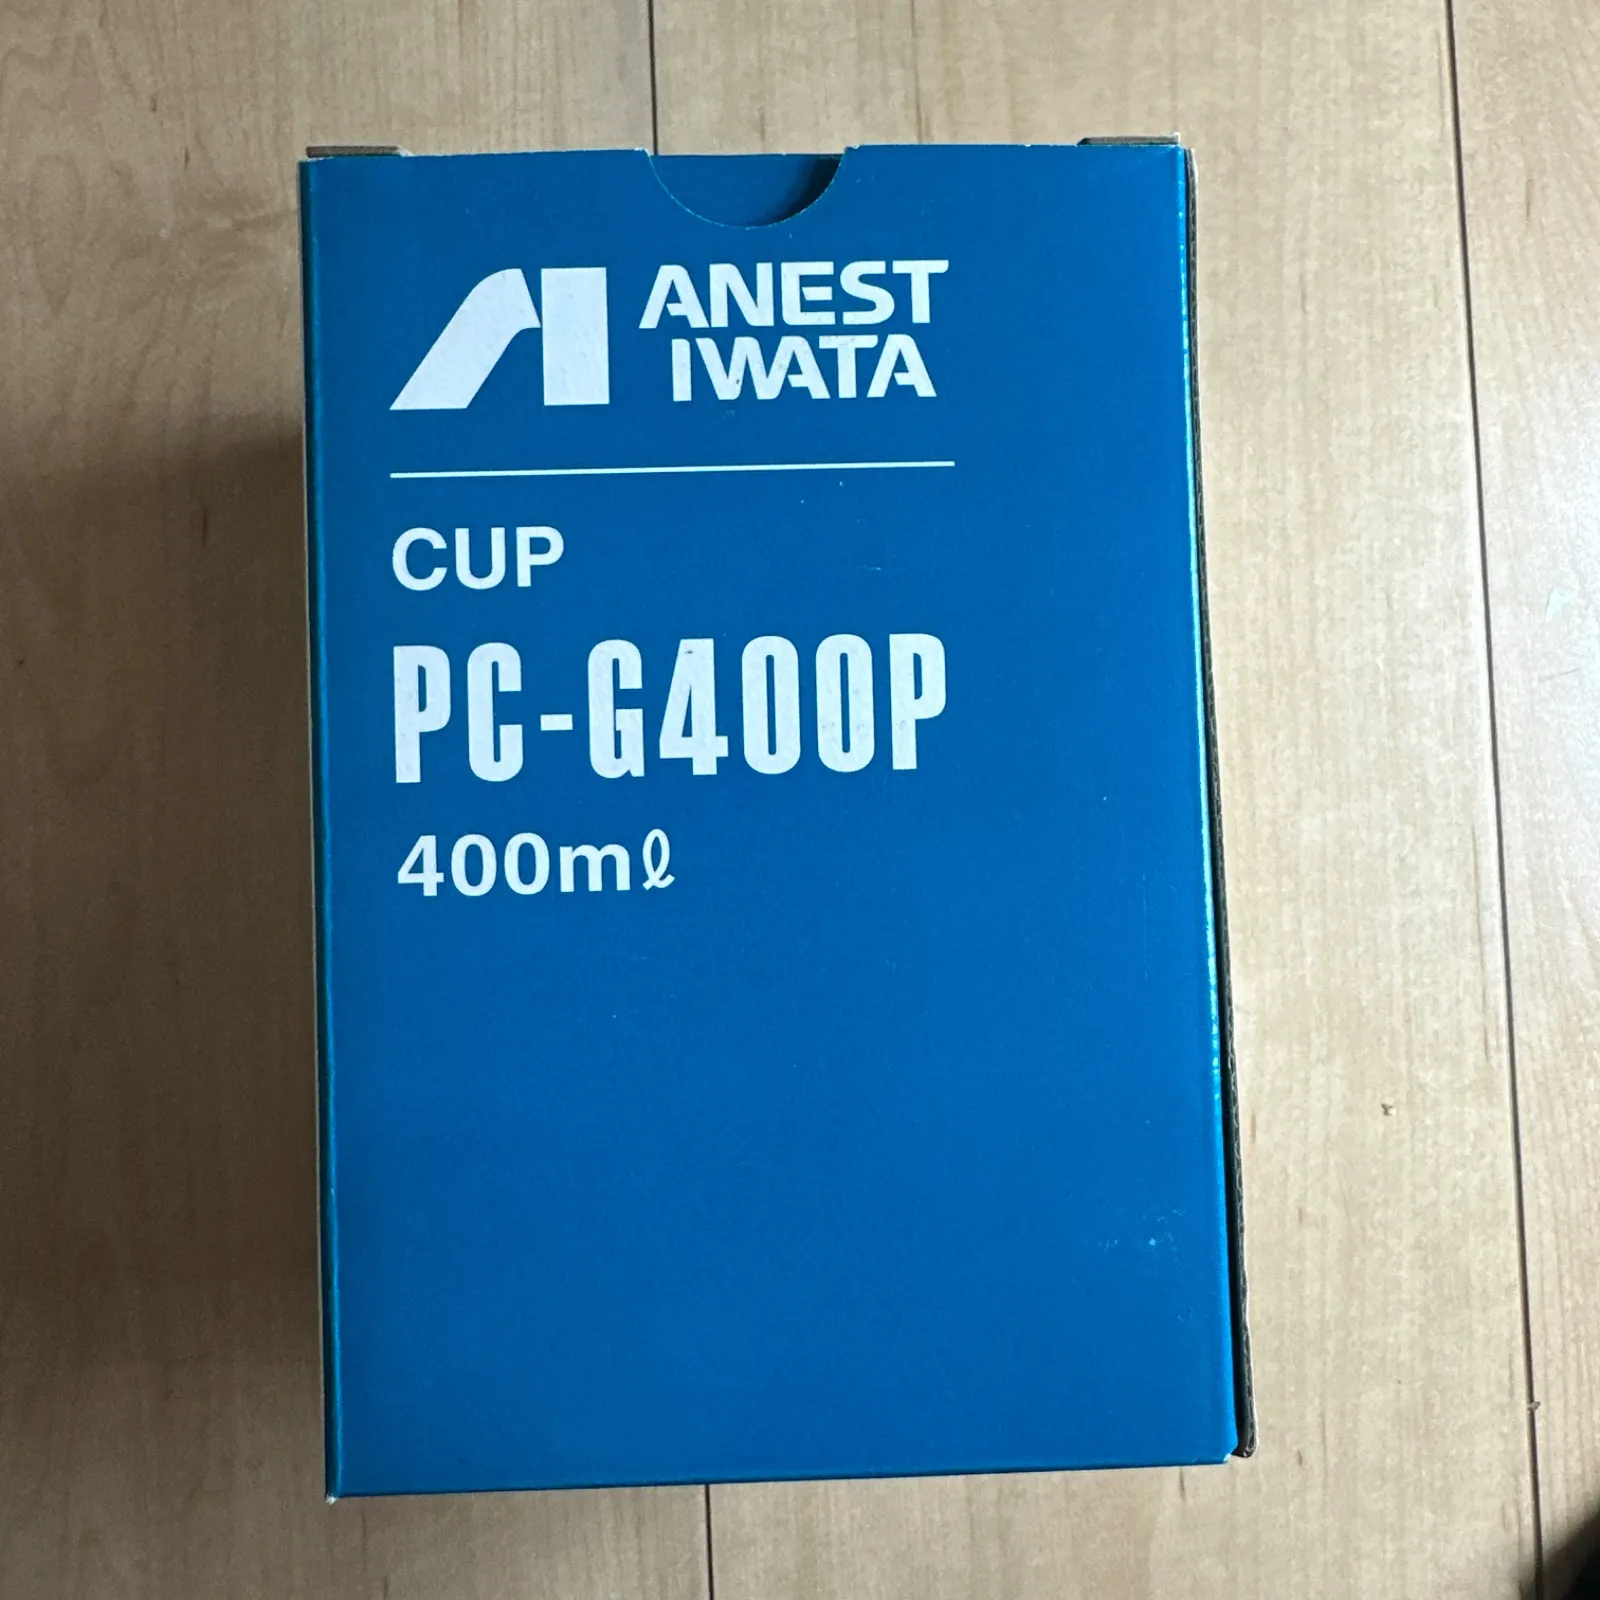 ANEST
IWATA
CUP
PC-G400P
400mℓ